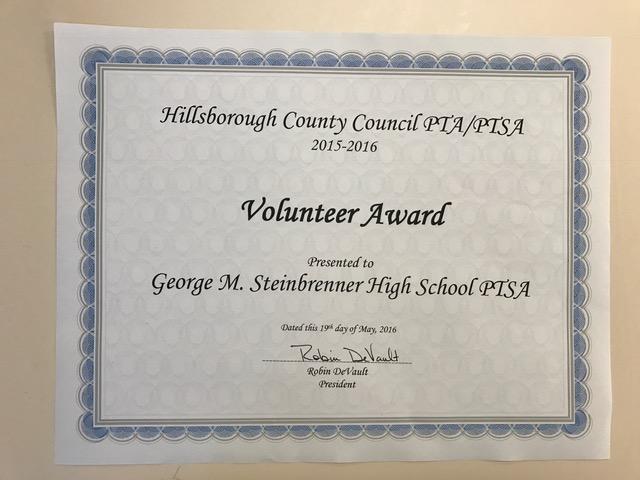 Hillsborough County Council PTA/PTSA
2015-2016
Volunteer Award
Presented to
George M. Steinbrenner High School PTSA
Dated this 19th day of May, 2016
Robin DeVault
Robin DeVault
President